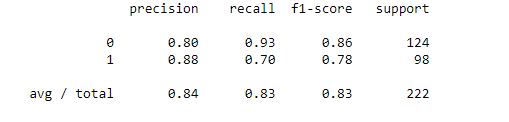 precision recall f1-score support
0 0.80 0.93 0.86 124
1 0.88 0.70 0.78 98
avg / total 0.84 0.83 0.83 222